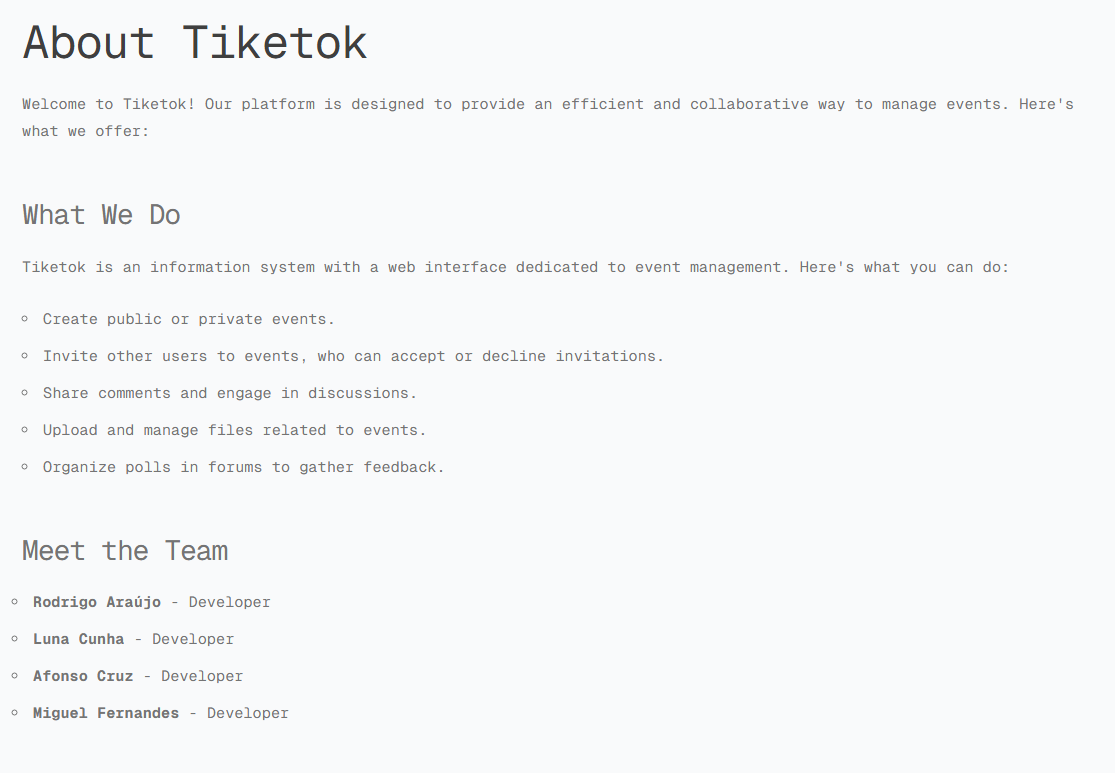 About Tiketok
Welcome to Tiketok! Our platform is designed to provide an efficient and collaborative way to manage events. Here's
what we offer:
What We Do
Tiketok is an information system with a web interface dedicated to event management. Here's what you can do:
Create public or private events.
Invite other users to events, who can accept or decline invitations.
Share comments and engage in discussions.
Upload and manage files related to events.
Organize polls in forums to gather feedback.
Meet the Team
Rodrigo Araújo - Developer
Luna Cunha - Developer
Afonso Cruz - Developer
Miguel Fernandes - Developer